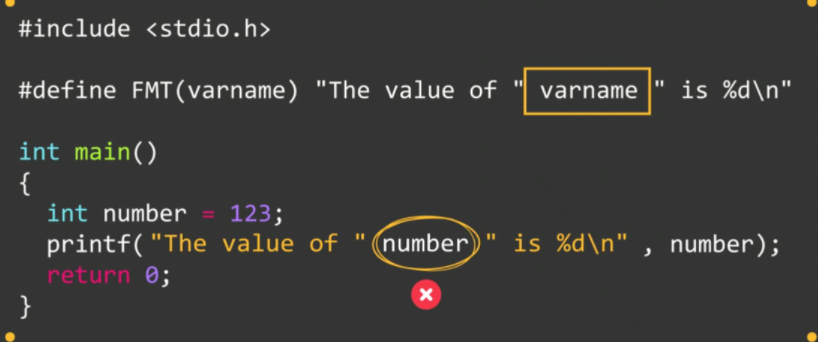 #include <stdio.h>
#define FMT(varname) "The value of " varname " is %d\n"
int main()
{
int number = 123;
printf("The value of " number " is %d\n" , number);
return 0;
}